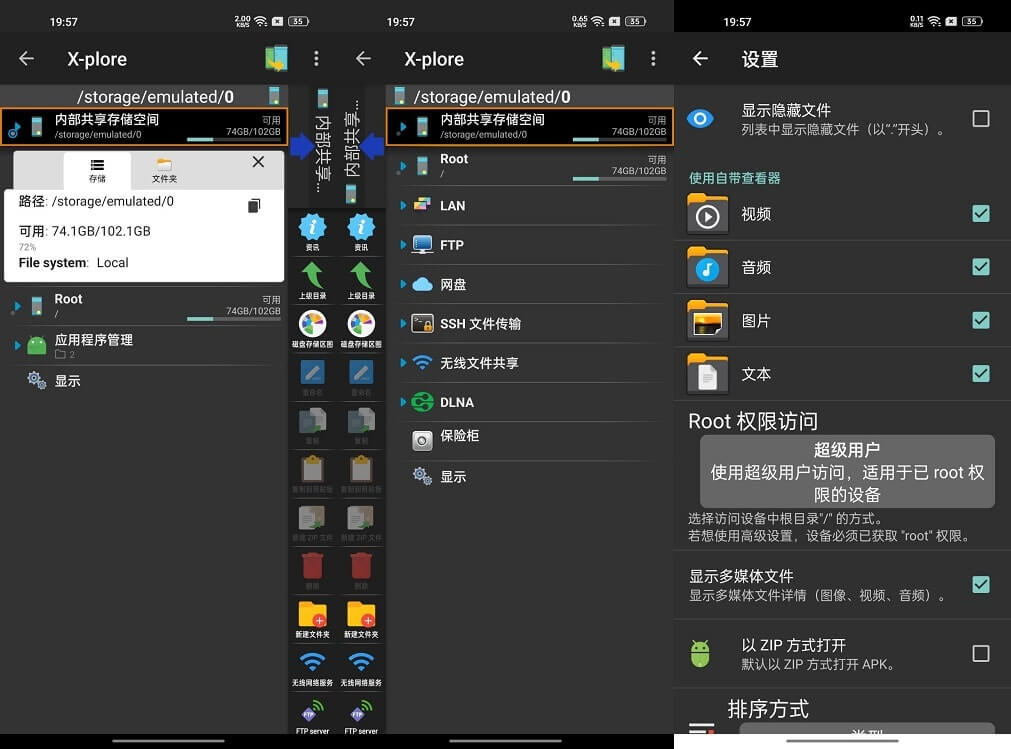 19:57
2.00
KB/S
35
X-plore
/storage/emulated/0
内部共享存储空间
/storage/emulated/0
可用
74GB/102GB
存储
文件夹
路径: /storage/emulated/0
可用: 74.1GB/102.1GB
72%
File system: Local
Root
/
可用
74GB/102GB
应用程序管理
2
显示
内部共享...
资讯
上级目录
磁盘存储区图
重命名
复制
复制到剪贴板
新建 ZIP 文件
删除
新建文件夹
无线网络服务
FTP
FTP server
19:57
0.65
KB/S
35
X-plore
/storage/emulated/0
内部共享...
资讯
上级目录
磁盘存储区图
重命名
复制
复制到剪贴板
新建 ZIP 文件
删除
新建文件夹
无线网络服务
FTP
FTP server
内部共享存储空间
/storage/emulated/0
可用
74GB/102GB
Root
/
可用
74GB/102GB
LAN
FTP
网盘
SSH 文件传输
无线文件共享
DLNA
保险柜
显示
19:57
0.11
KB/S
35
设置
显示隐藏文件
列表中显示隐藏文件（以“.”开头）。
使用自带查看器
视频
音频
图片
文本
Root 权限访问
超级用户
使用超级用户访问，适用于已 root 权
限的设备
选择访问设备中根目录"/" 的方式。
若想使用高级设置，设备必须已获取 "root" 权限。
显示多媒体文件
显示多媒体文件详情（图像、视频、音频）。
以 ZIP 方式打开
默认以 ZIP 方式打开 APK。
排序方式